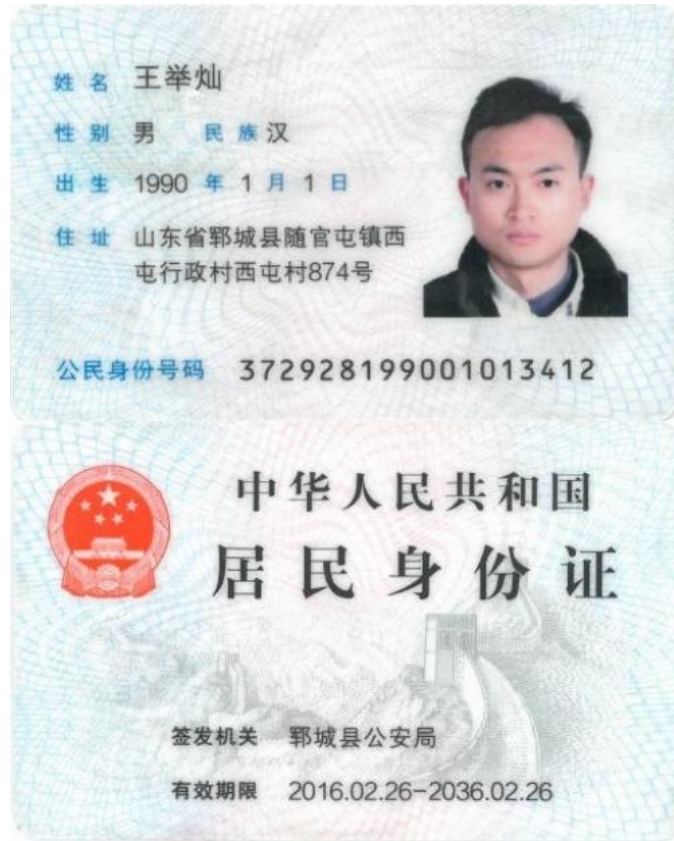 姓名 王举灿
性别 男 民族 汉
出生 1990 年 1 月 1 日
住址 山东省郓城县随官屯镇西
屯行政村西屯村874号
公民身份号码 372928199001013412
中华人民共和国
居民身份证
签发机关 郓城县公安局
有效期限 2016.02.26-2036.02.26